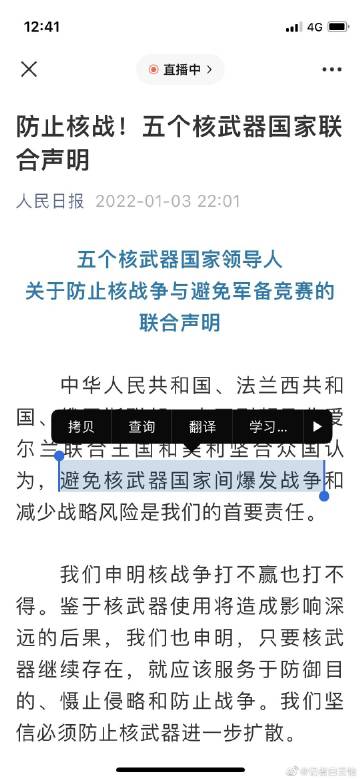 12:41
4G
直播中 >
防止核战！五个核武器国家联
合声明
人民日报 2022-01-03 22:01
五个核武器国家领导人
关于防止核战争与避免军备竞赛的
联合声明
中华人民共和国、法兰西共和
国、 爱
拷贝 查询 翻译 学习...
尔兰联合王国和美利坚合众国认
为，避免核武器国家间爆发战争和
减少战略风险是我们的首要责任。
我们申明核战争打不赢也打不
得。鉴于核武器使用将造成影响深
远的后果，我们也申明，只要核武
器继续存在，就应该服务于防御目
的、慑止侵略和防止战争。我们坚
信必须防止核武器进一步扩散。
@记者白云怡